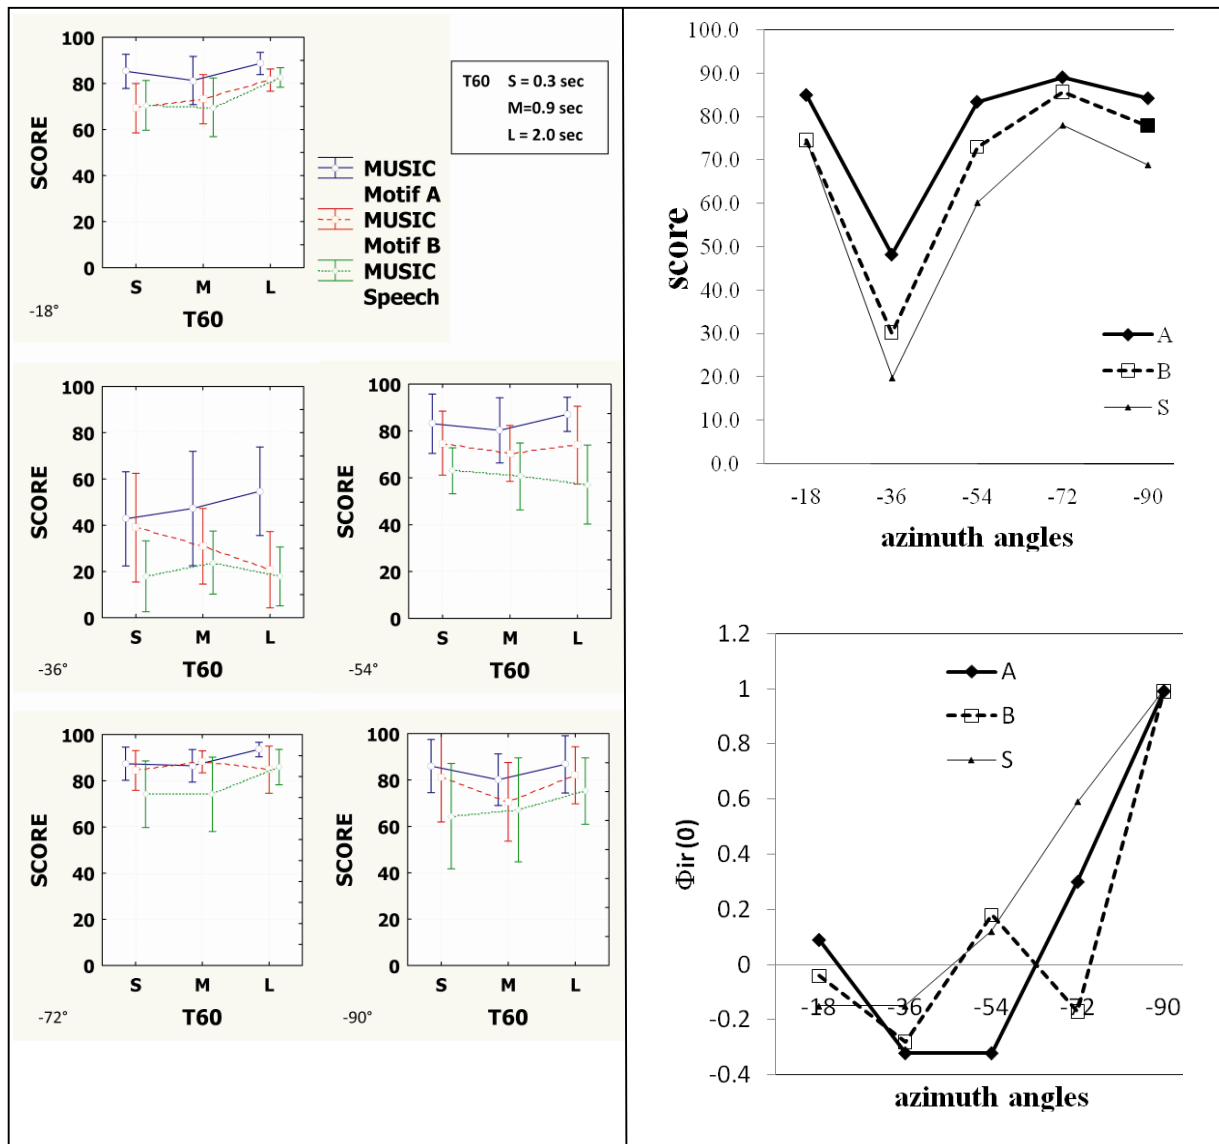 100
80
60
40
20
0
SCORE
S M L
-18°
T60
T60 S = 0.3 sec
M=0.9 sec
L = 2.0 sec
MUSIC
Motif A
MUSIC
Motif B
MUSIC
Speech
100
80
60
40
20
0
SCORE
S M L
-36°
T60
100
80
60
40
20
0
SCORE
S M L
-54°
T60
100
80
60
40
20
0
SCORE
S M L
-72°
T60
100
80
60
40
20
0
SCORE
S M L
-90°
T60
100.0
90.0
80.0
70.0
60.0
50.0
40.0
30.0
20.0
10.0
0.0
score
A
B
S
-18 -36 -54 -72 -90
azimuth angles
1.2
1
0.8
0.6
0.4
0.2
0
-0.2
-0.4
Φir (0)
A
B
S
-18 -36 -54 -72 -90
azimuth angles